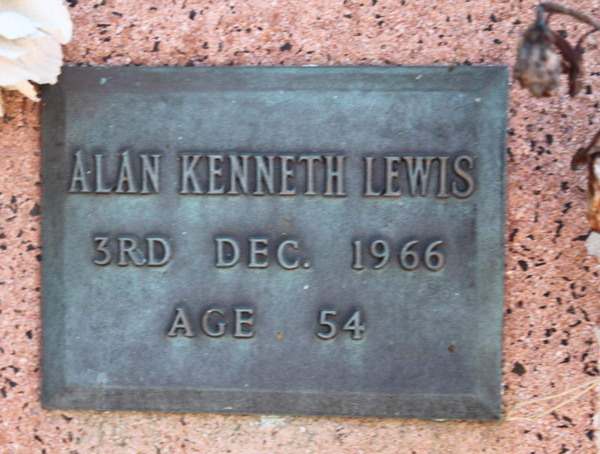 ALAN KENNETH LEWIS
3RD DEC. 1966
AGE 54